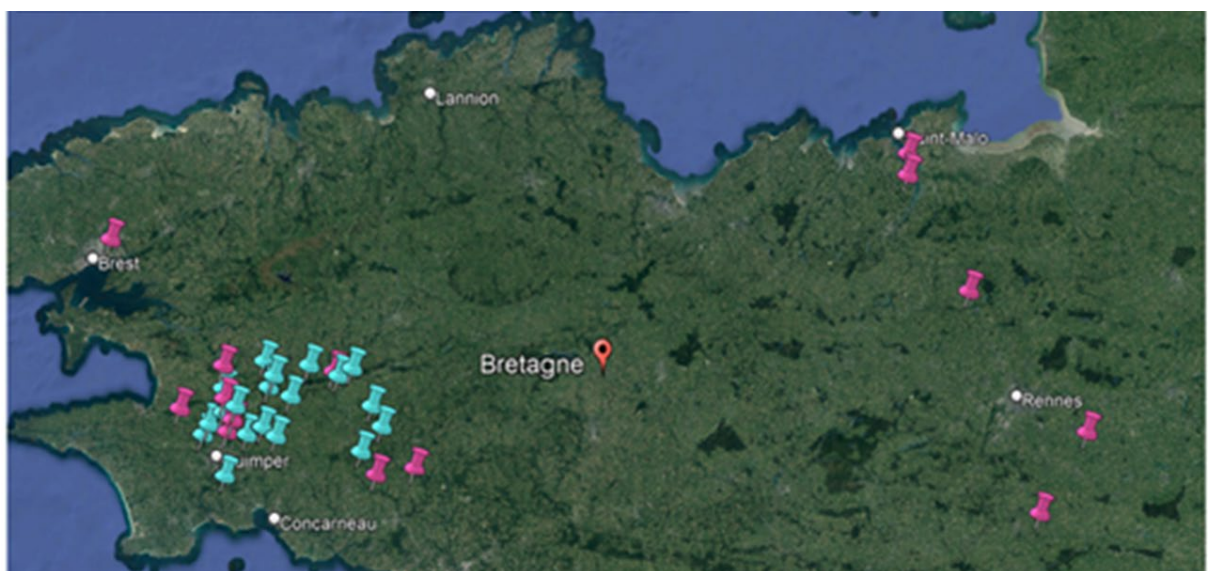 Lannion
int-Malo
Brest
Bretagne
Rennes
uimper
Concarneau